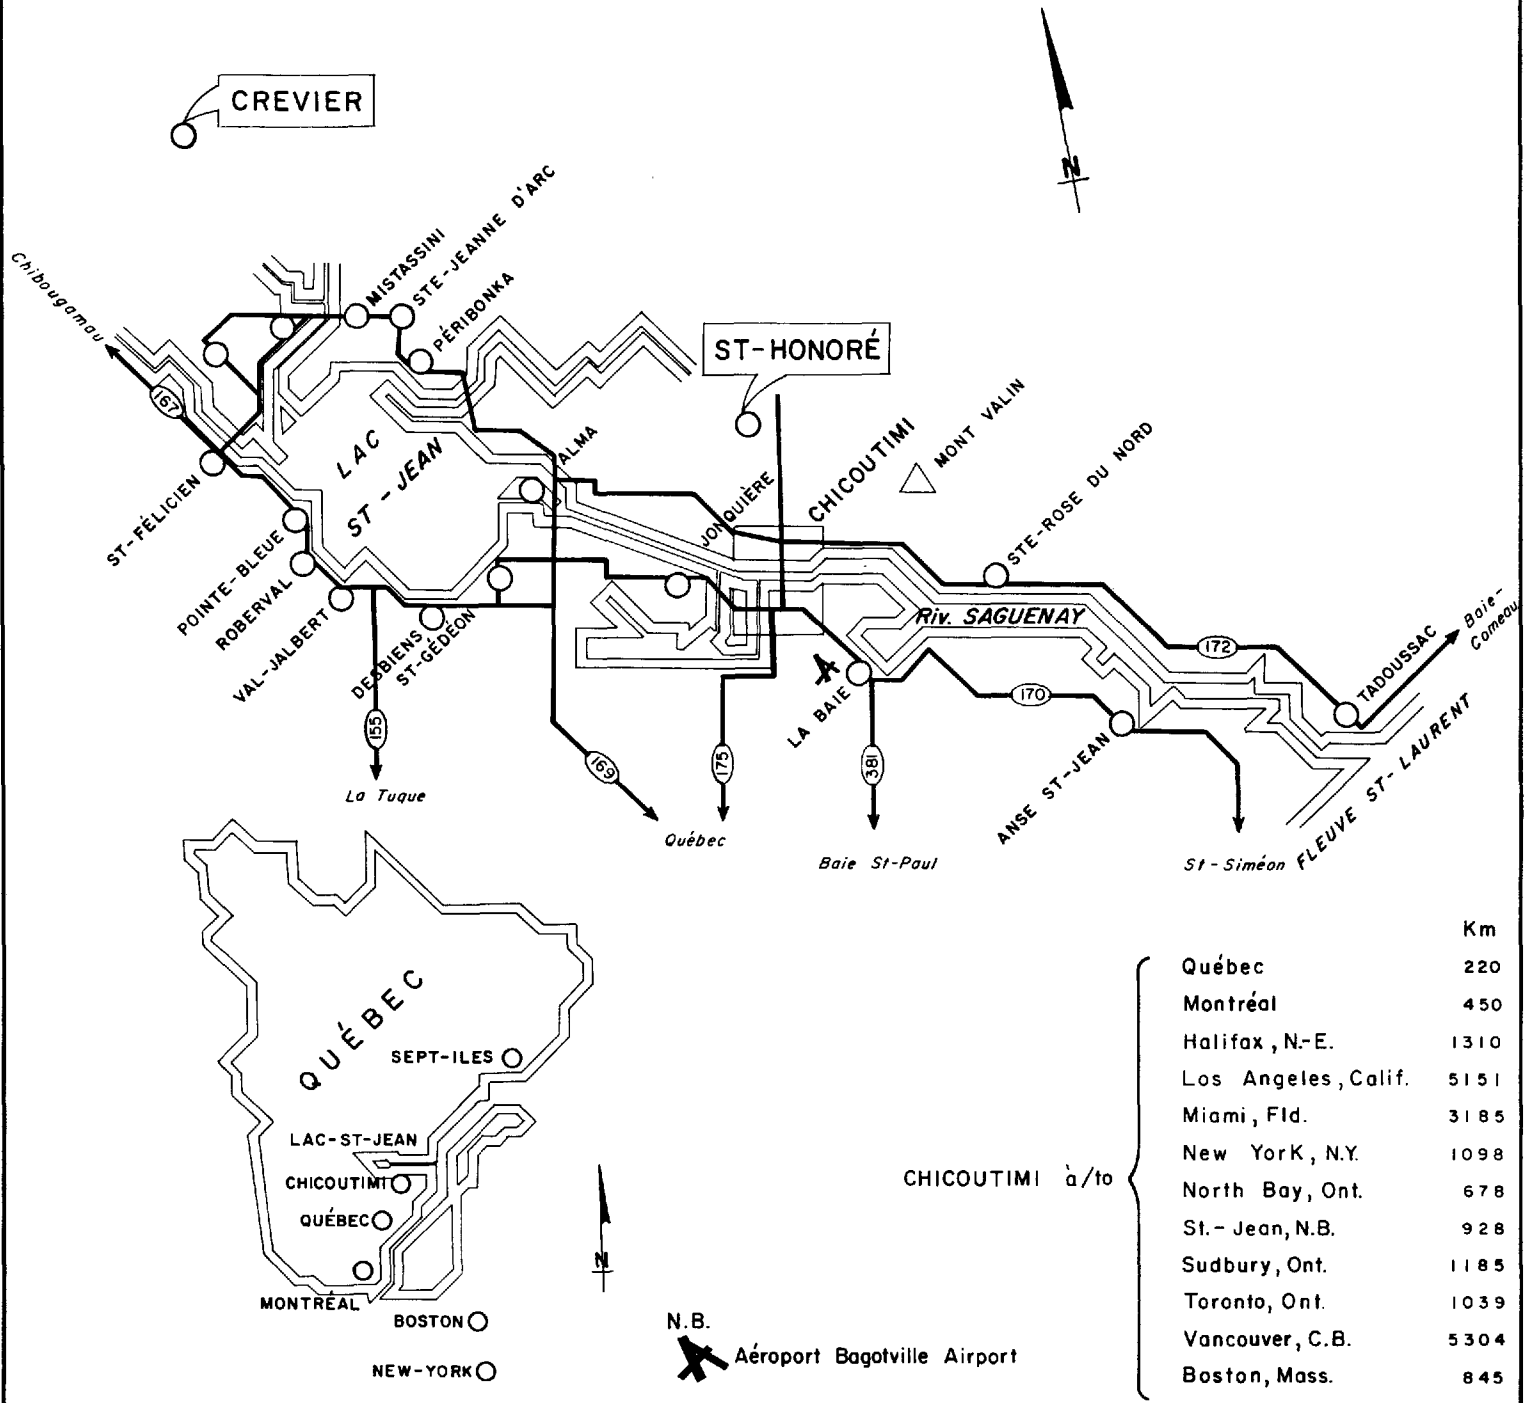 CREVIER
N
Chibougamau
MISTASSINI
STE-JEANNE D'ARC
PÉRIBONKA
ST-HONORÉ
167
LAC
ST-JEAN
ALMA
JONQUIÈRE
CHICOUTIMI
MONT VALIN
STE-ROSE DU NORD
ST-FÉLICIEN
POINTE-BLEUE
ROBERVAL
VAL-JALBERT
DESBIENS
ST-GÉDÉON
Riv. SAGUENAY
172
TADOUSSAC
Baie-
Comeau
LA BAIE
170
ANSE ST-JEAN
155
169
175
381
La Tuque
Québec
Baie St-Paul
St-Siméon
FLEUVE ST-LAURENT
QUÉBEC
SEPT-ILES
LAC-ST-JEAN
CHICOUTIMI
QUÉBEC
MONTRÉAL
BOSTON
NEW-YORK
N
N.B.
Aéroport Bagotville Airport
CHICOUTIMI à/to
Km
Québec 220
Montréal 450
Halifax, N.-E. 1310
Los Angeles, Calif. 5151
Miami, Fld. 3185
New York, N.Y. 1098
North Bay, Ont. 678
St.-Jean, N.B. 928
Sudbury, Ont. 1185
Toronto, Ont. 1039
Vancouver, C.B. 5304
Boston, Mass. 845